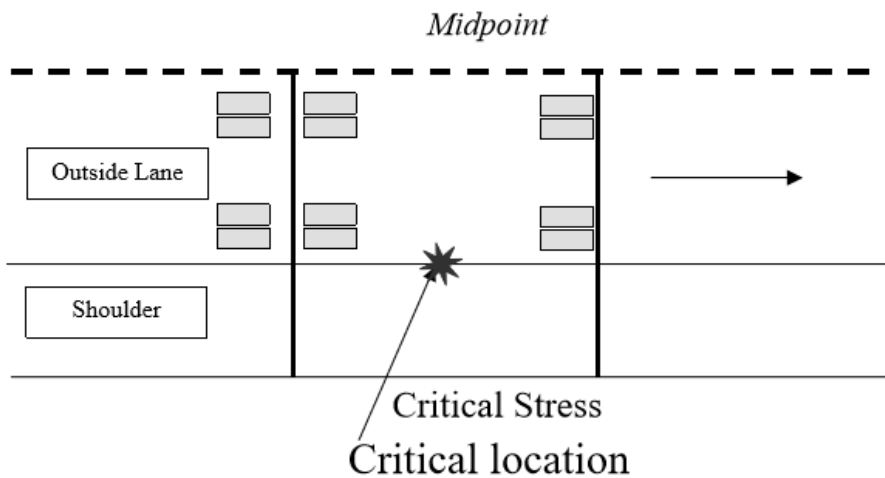 Midpoint
Outside Lane
Shoulder
Critical Stress
Critical location